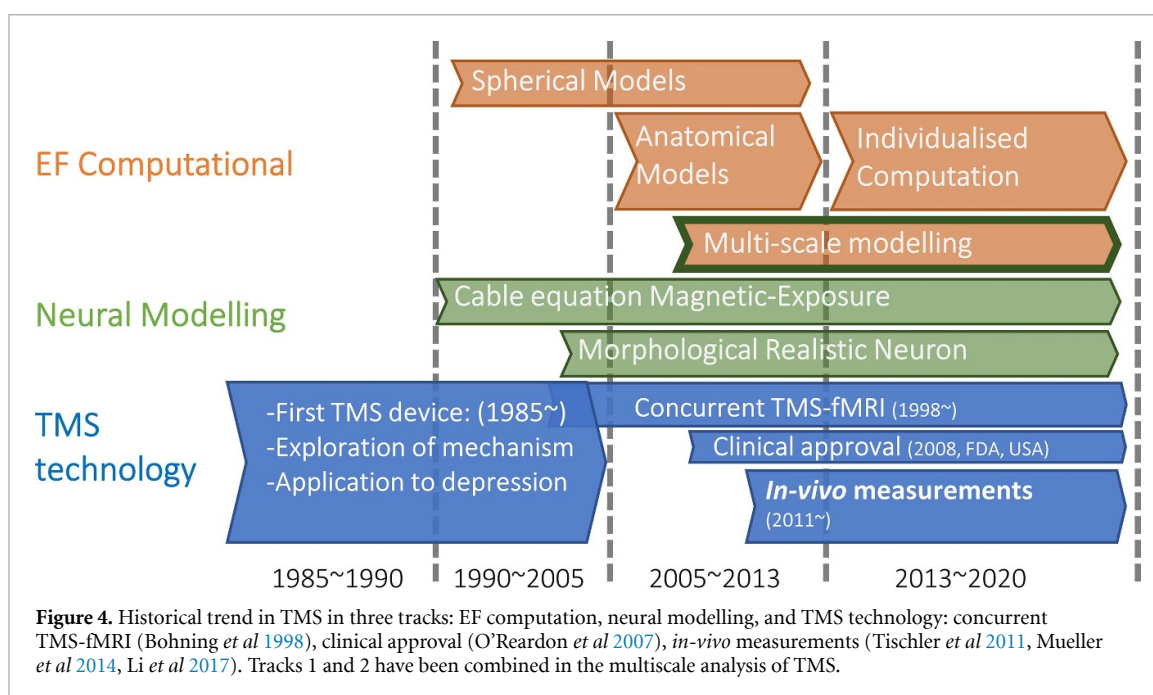 Spherical Models
EF Computational
Anatomical
Models
Individualised
Computation
Multi-scale modelling
Neural Modelling
Cable equation Magnetic-Exposure
Morphological Realistic Neuron
TMS
technology
-First TMS device: (1985~)
-Exploration of mechanism
-Application to depression
Concurrent TMS-fMRI (1998~)
Clinical approval (2008, FDA, USA)
In-vivo measurements
(2011~)
1985~1990
1990~2005
2005~2013
2013~2020
Figure 4. Historical trend in TMS in three tracks: EF computation, neural modelling, and TMS technology: concurrent
TMS-fMRI (Bohning et al 1998), clinical approval (O'Reardon et al 2007), in-vivo measurements (Tischler et al 2011, Mueller
et al 2014, Li et al 2017). Tracks 1 and 2 have been combined in the multiscale analysis of TMS.